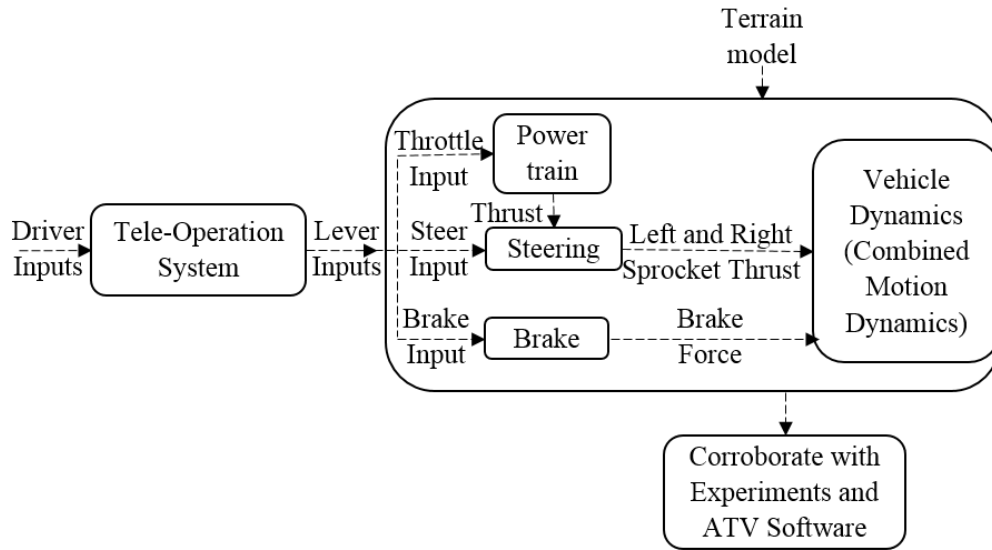 Terrain
model
Driver
Inputs
Tele-Operation
System
Lever
Inputs
Throttle
Input
Power
train
Thrust
Steer
Input
Steering
Left and Right
Sprocket Thrust
Brake
Input
Brake
Brake
Force
Vehicle
Dynamics
(Combined
Motion
Dynamics)
Corroborate with
Experiments and
ATV Software